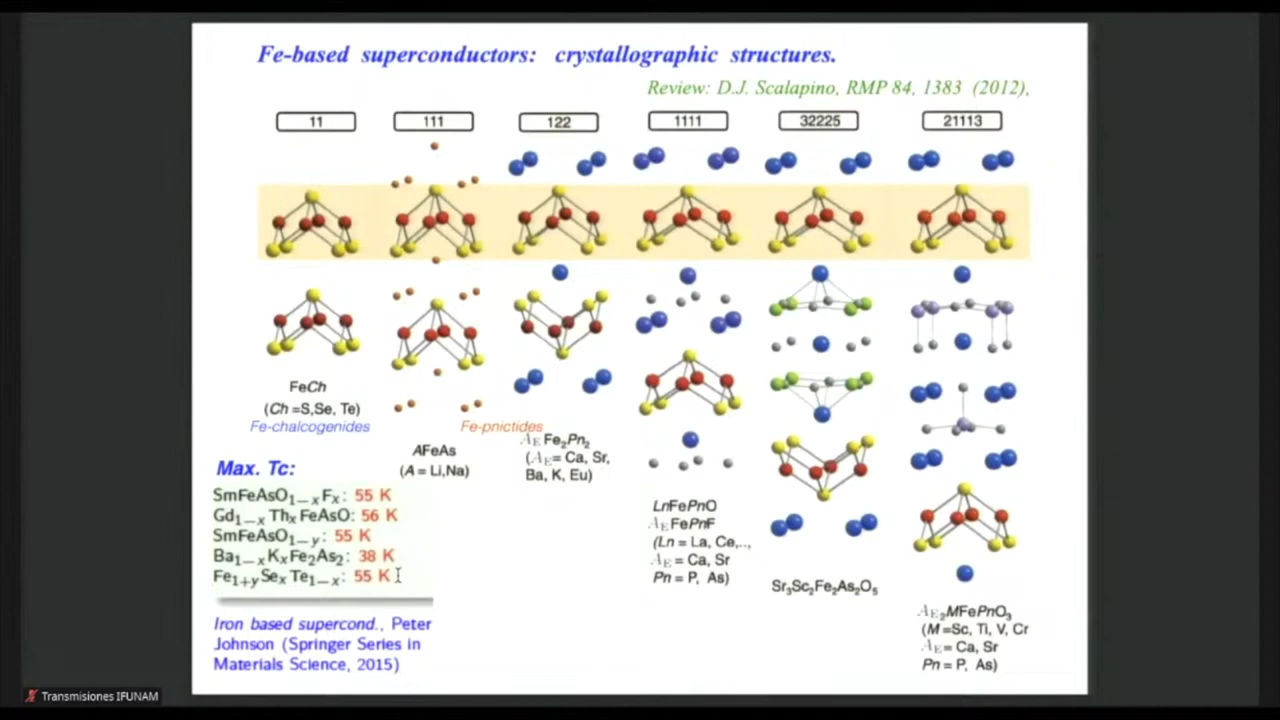 Fe-based superconductors: crystallographic structures.
Review: D.J. Scalapino, RMP 84, 1383 (2012),
11
111
122
1111
32225
21113
FeCh
(Ch =S,Se, Te)
Fe-chalcogenides
Fe-pnictides
AFeAs
(A = Li,Na)
AEFe2Pn2
(AE= Ca, Sr,
Ba, K, Eu)
LnFePnO
AEFePnF
(Ln = La, Ce,..,
AE = Ca, Sr
Pn = P, As)
Sr3Sc2Fe2As2O5
AE2MFePnO3
(M =Sc, Ti, V, Cr
AE= Ca, Sr
Pn = P, As)
Max. Tc:
SmFeAsO1−xFx: 55 K
Gd1−xThxFeAsO: 56 K
SmFeAsO1−y: 55 K
Ba1−xKxFe2As2: 38 K
Fe1+ySexTe1−x: 55 K
Iron based supercond., Peter
Johnson (Springer Series in
Materials Science, 2015)
Transmisiones IFUNAM